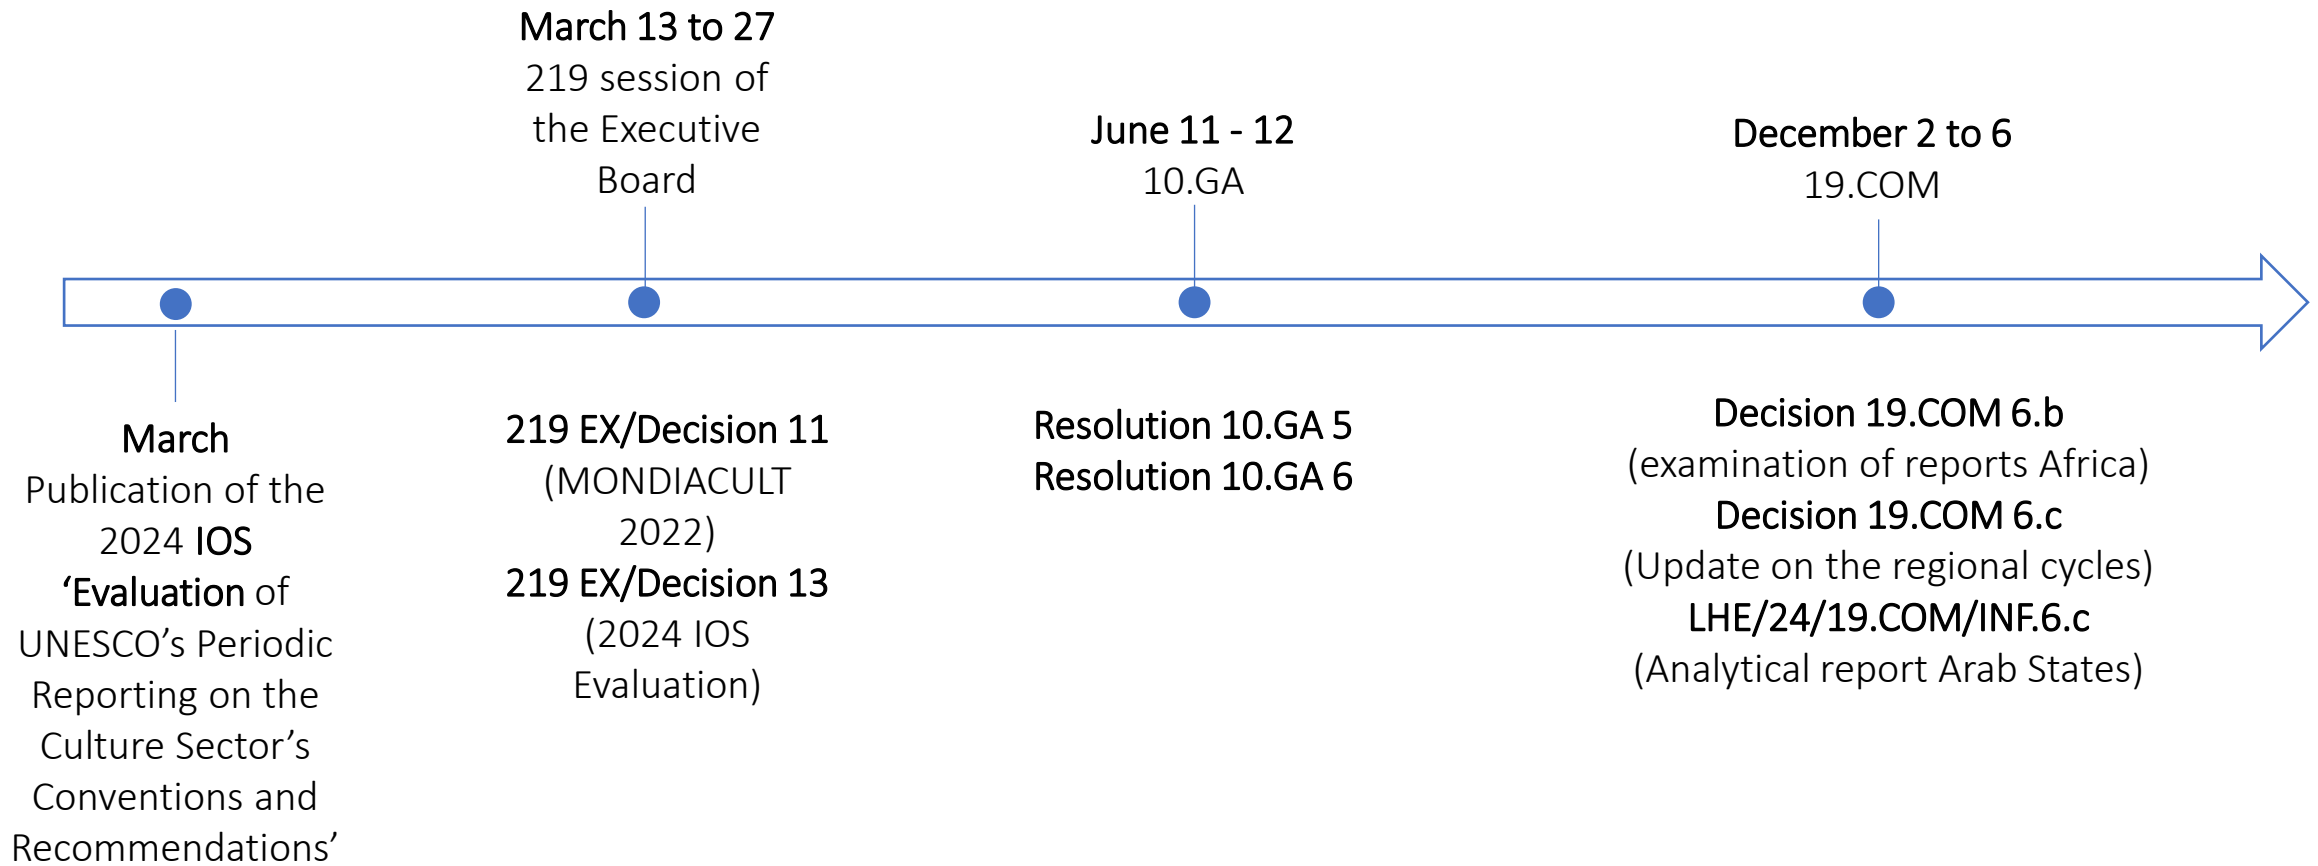 March 13 to 27
219 session of
the Executive
Board
June 11 - 12
10.GA
December 2 to 6
19.COM
March
Publication of the
2024 IOS
‘Evaluation of
UNESCO’s Periodic
Reporting on the
Culture Sector’s
Conventions and
Recommendations’
219 EX/Decision 11
(MONDIACULT
2022)
219 EX/Decision 13
(2024 IOS
Evaluation)
Resolution 10.GA 5
Resolution 10.GA 6
Decision 19.COM 6.b
(examination of reports Africa)
Decision 19.COM 6.c
(Update on the regional cycles)
LHE/24/19.COM/INF.6.c
(Analytical report Arab States)